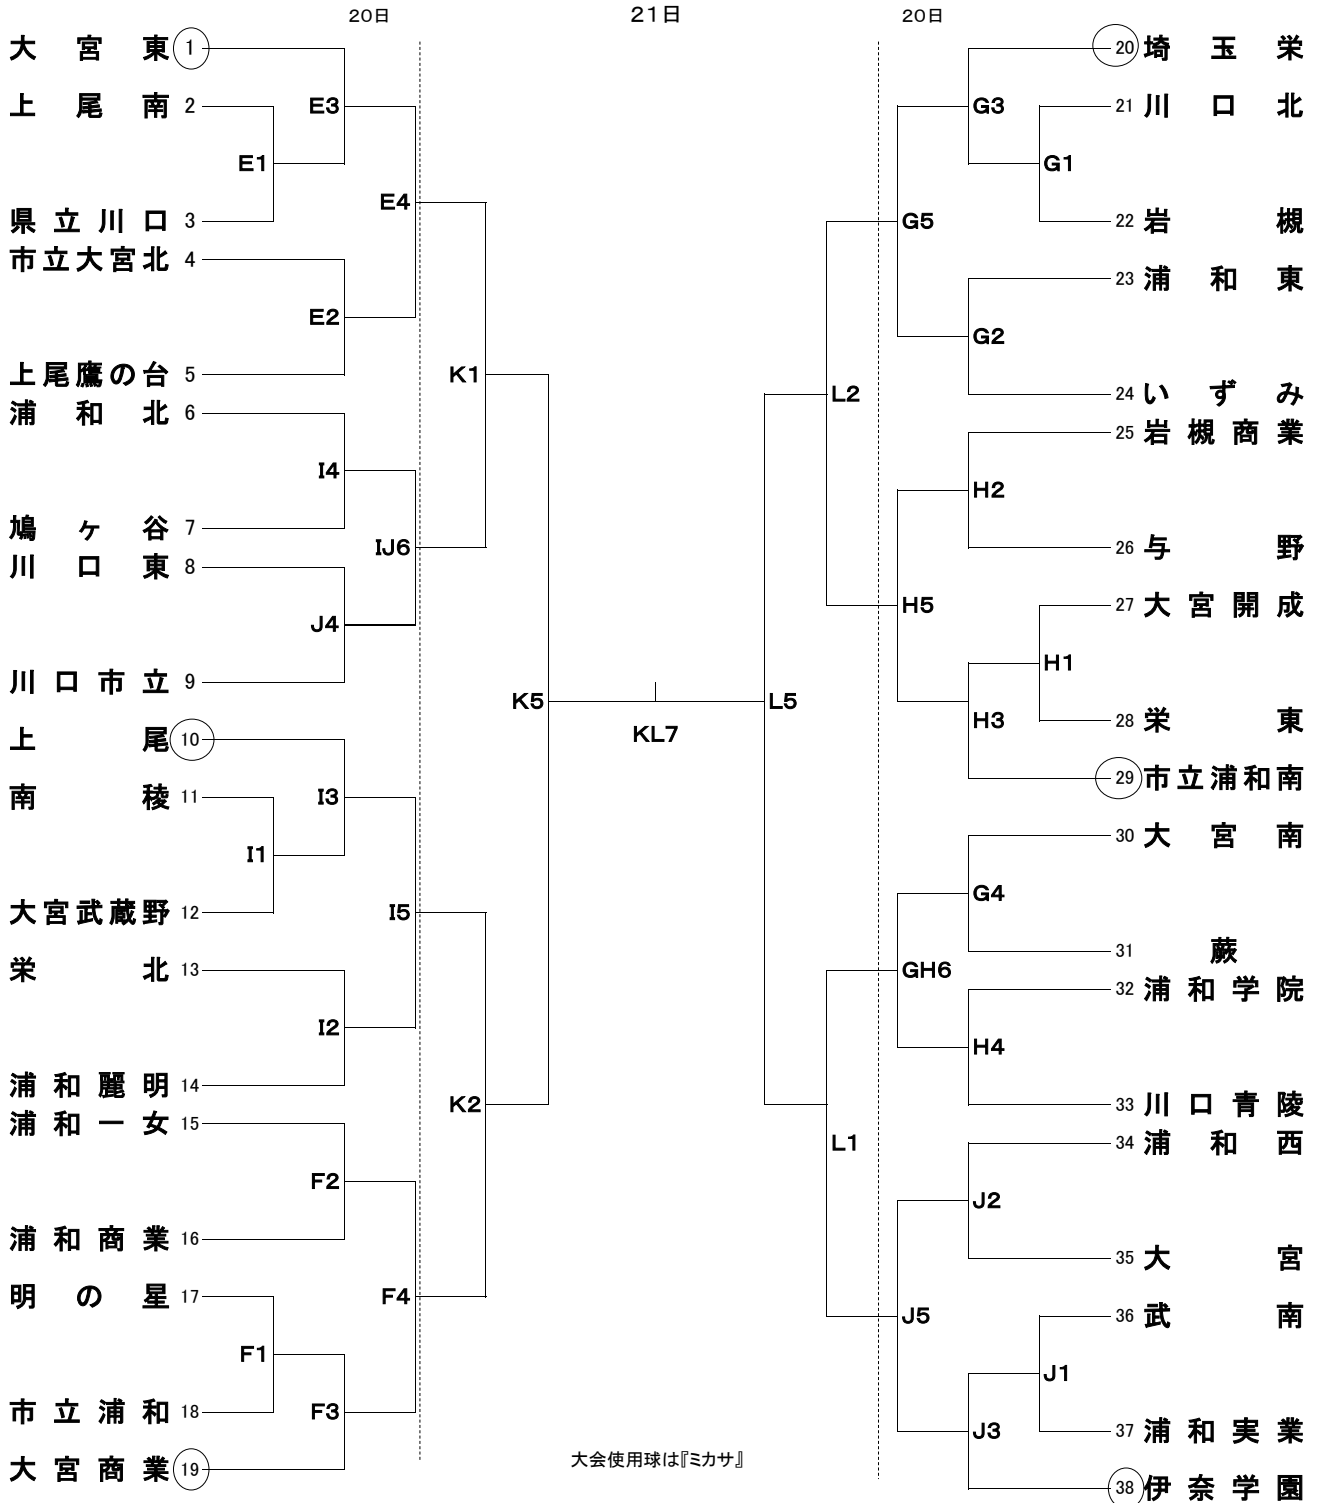 20日 21日 20日
大宮東 1
上尾南 2
県立川口 3
市立大宮北 4
上尾鷹の台 5
浦和北 6
鳩ヶ谷 7
川口東 8
川口市立 9
上尾 10
南稜 11
大宮武蔵野 12
栄北 13
浦和麗明 14
浦和一女 15
浦和商業 16
明の星 17
市立浦和 18
大宮商業 19
E3
E1
E4
E2
K1
I4
IJ6
J4
K5
I3
I1
I5
I2
K2
F2
F4
F1
F3
KL7
L5
L2
L1
G3
G1
G5
G2
H2
H5
H1
H3
G4
GH6
H4
J2
J5
J1
J3
20 埼玉栄
21 川口北
22 岩槻
23 浦和東
24 いずみ
25 岩槻商業
26 与野
27 大宮開成
28 栄東
29 市立浦和南
30 大宮南
31 蕨
32 浦和学院
33 川口青陵
34 浦和西
35 大宮
36 武南
37 浦和実業
38 伊奈学園
大会使用球は『ミカサ』